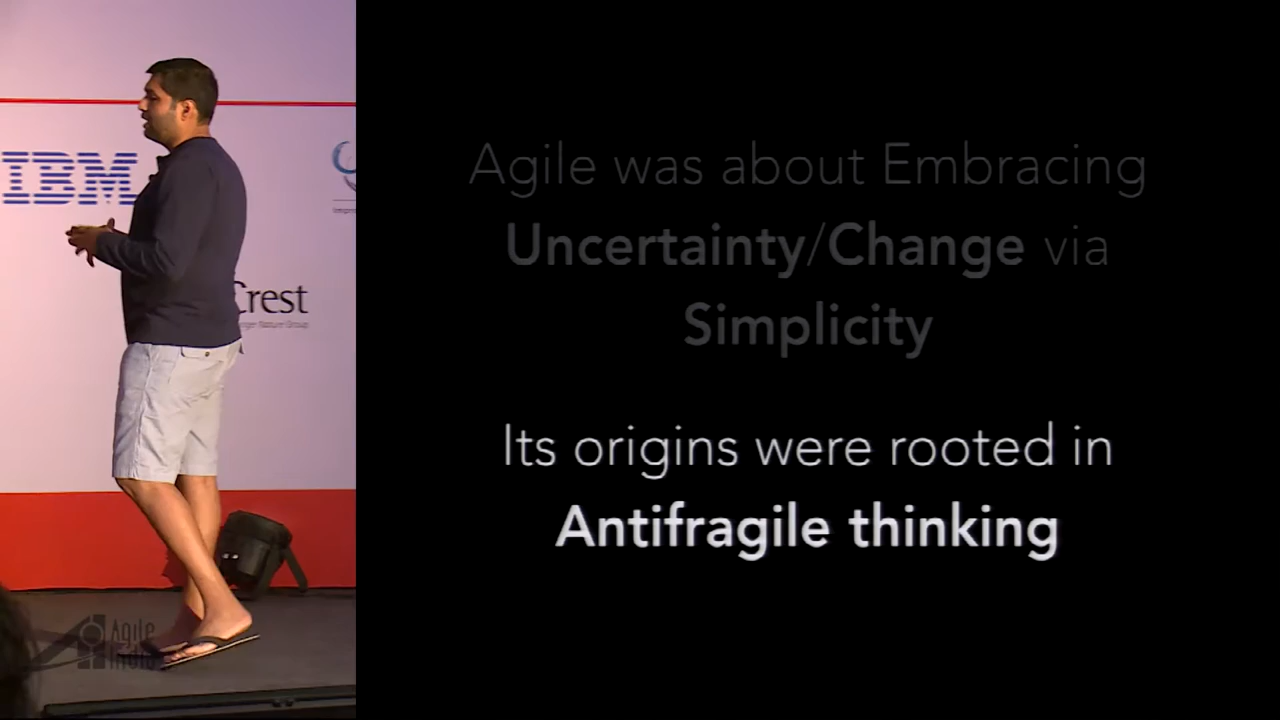 IBM
Crest
Agile
India
Agile was about Embracing
Uncertainty/Change via
Simplicity
Its origins were rooted in
Antifragile thinking